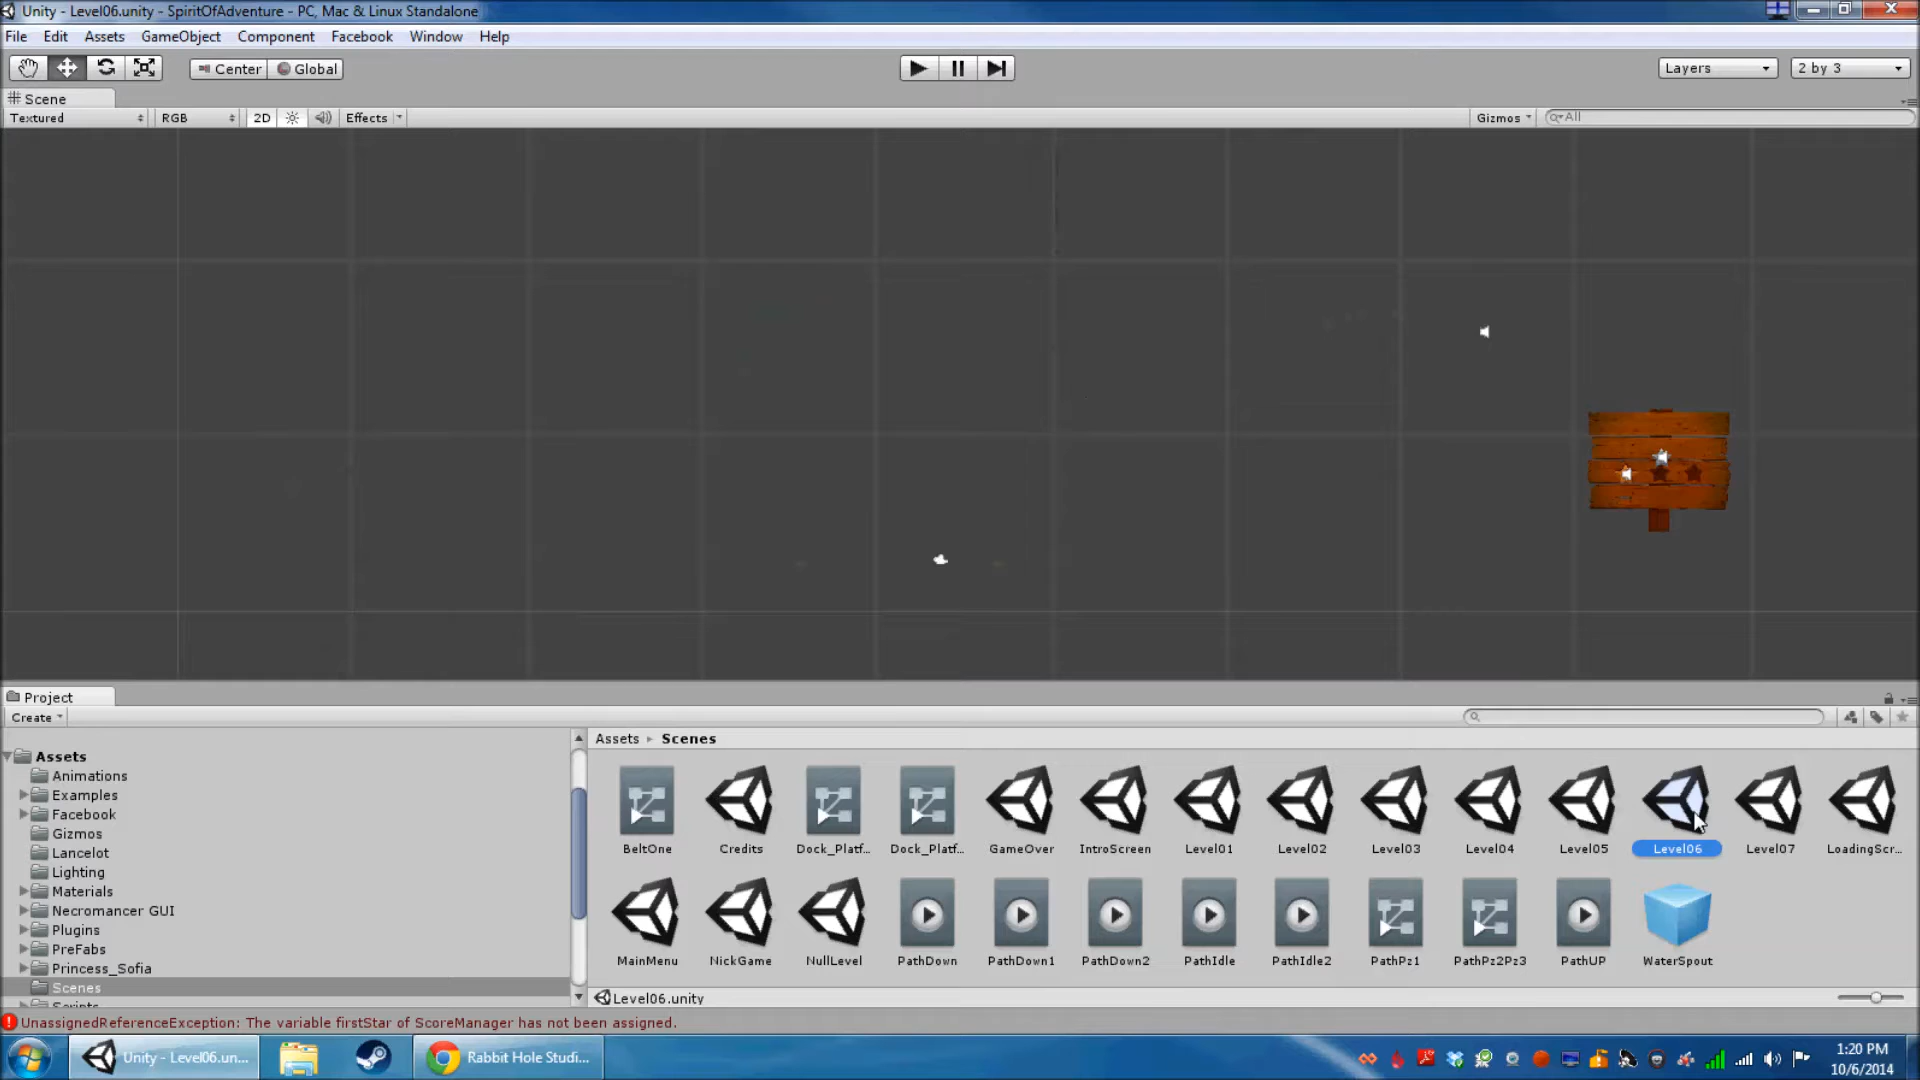 Unity - Level06.unity - SpiritOfAdventure - PC, Mac & Linux Standalone
File Edit Assets GameObject Component Facebook Window Help
Center Global Layers 2 by 3
Scene
Textured RGB 2D Effects Gizmos All
Project
Create
Assets
Animations
Examples
Facebook
Gizmos
Lancelot
Lighting
Materials
Necromancer GUI
Plugins
PreFabs
Princess_Sofia
Scenes
Scripts
Assets Scenes
BeltOne Credits Dock_Platf... Dock_Platf... GameOver IntroScreen Level01 Level02 Level03 Level04 Level05 Level06 Level07 LoadingScr...
MainMenu NickGame NullLevel PathDown PathDown1 PathDown2 PathIdle PathIdle2 PathPz1 PathPz2Pz3 PathUP WaterSpout
Level06.unity
UnassignedReferenceException: The variable firstStar of ScoreManager has not been assigned.
Unity - Level06.un... Rabbit Hole Studi...
1:20 PM
10/6/2014